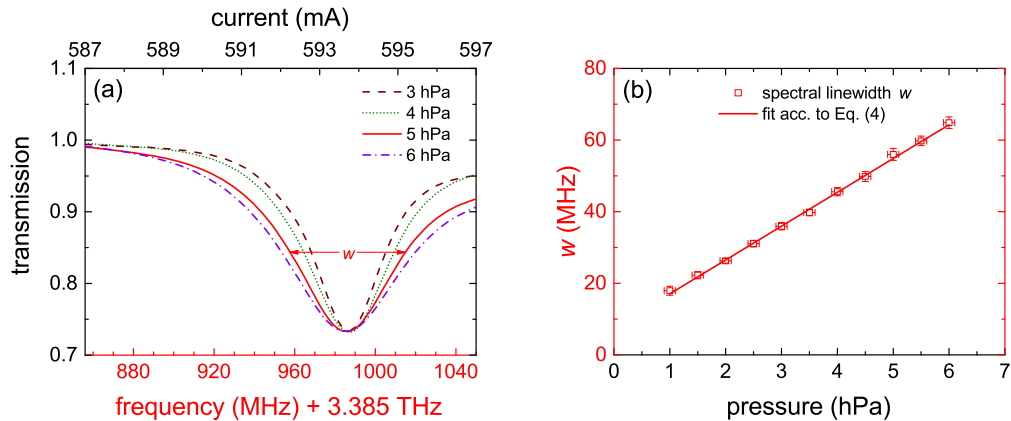 current (mA)
587 589 591 593 595 597
1.1
1.0
0.9
0.8
0.7
transmission
(a)
3 hPa
4 hPa
5 hPa
6 hPa
w
880 920 960 1000 1040
frequency (MHz) + 3.385 THz
80
60
40
20
0
w (MHz)
(b)
spectral linewidth w
fit acc. to Eq. (4)
0 1 2 3 4 5 6 7
pressure (hPa)